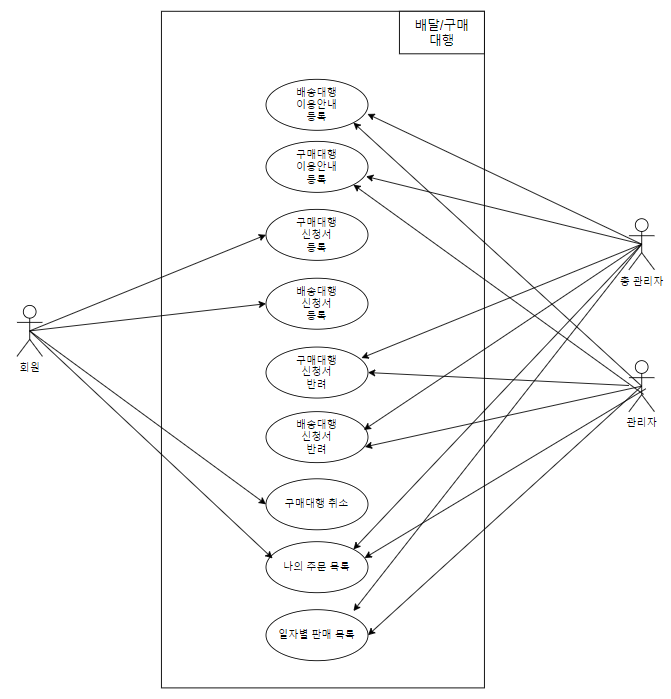 배달/구매
대행
배송대행
이용안내
등록
구매대행
이용안내
등록
구매대행
신청서
등록
배송대행
신청서
등록
구매대행
신청서
반려
배송대행
신청서
반려
구매대행 취소
나의 주문 목록
일자별 판매 목록
회원
총 관리자
관리자